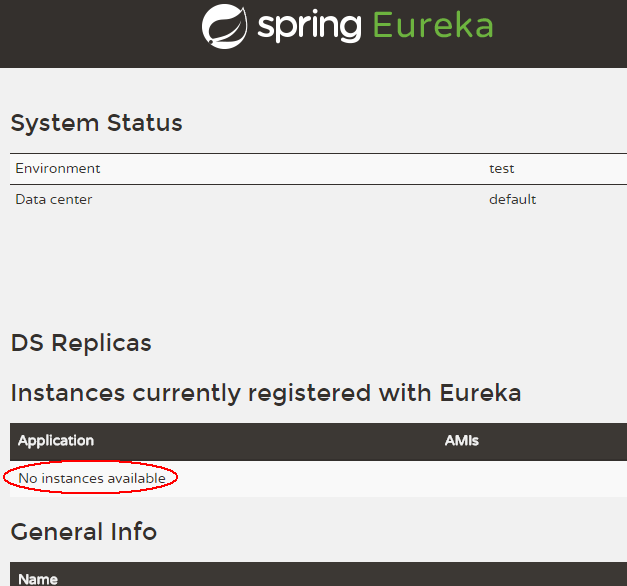 spring Eureka
System Status
Environment test
Data center default
DS Replicas
Instances currently registered with Eureka
Application AMIs
No instances available
General Info
Name